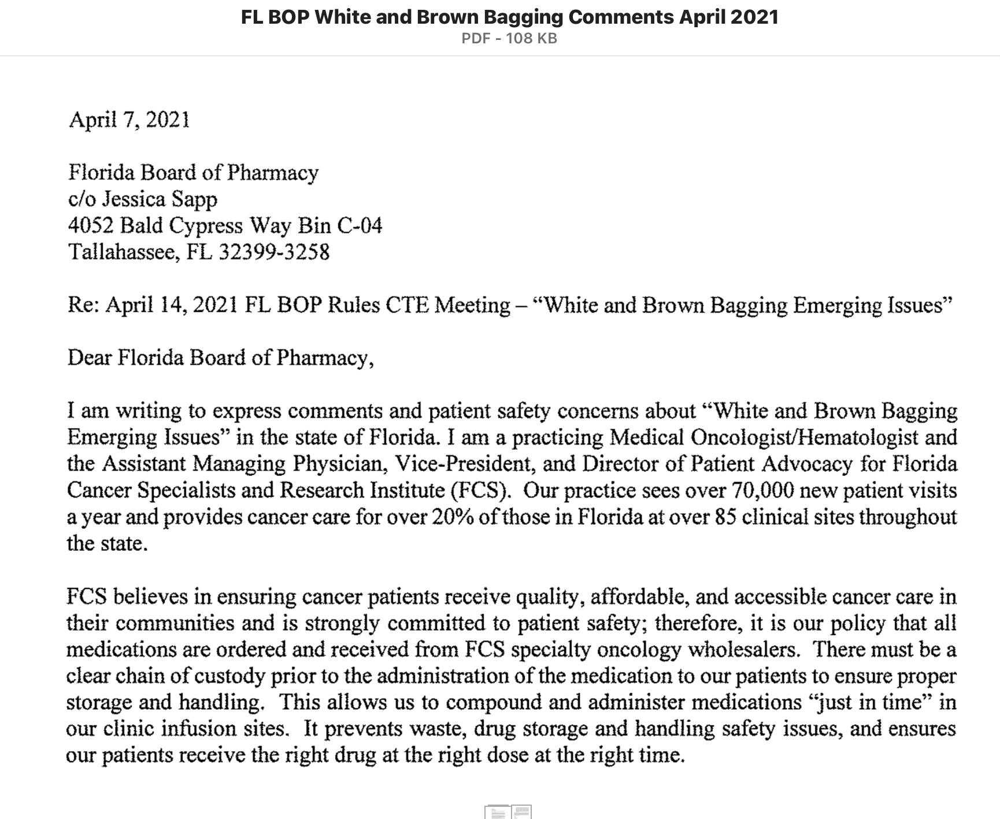 FL BOP White and Brown Bagging Comments April 2021
PDF - 108 KB
April 7, 2021
Florida Board of Pharmacy
c/o Jessica Sapp
4052 Bald Cypress Way Bin C-04
Tallahassee, FL 32399-3258
Re: April 14, 2021 FL BOP Rules CTE Meeting – “White and Brown Bagging Emerging Issues”
Dear Florida Board of Pharmacy,
I am writing to express comments and patient safety concerns about “White and Brown Bagging
Emerging Issues” in the state of Florida. I am a practicing Medical Oncologist/Hematologist and
the Assistant Managing Physician, Vice-President, and Director of Patient Advocacy for Florida
Cancer Specialists and Research Institute (FCS).  Our practice sees over 70,000 new patient visits
a year and provides cancer care for over 20% of those in Florida at over 85 clinical sites throughout
the state.
FCS believes in ensuring cancer patients receive quality, affordable, and accessible cancer care in
their communities and is strongly committed to patient safety; therefore, it is our policy that all
medications are ordered and received from FCS specialty oncology wholesalers.  There must be a
clear chain of custody prior to the administration of the medication to our patients to ensure proper
storage and handling.  This allows us to compound and administer medications “just in time” in
our clinic infusion sites.  It prevents waste, drug storage and handling safety issues, and ensures
our patients receive the right drug at the right dose at the right time.